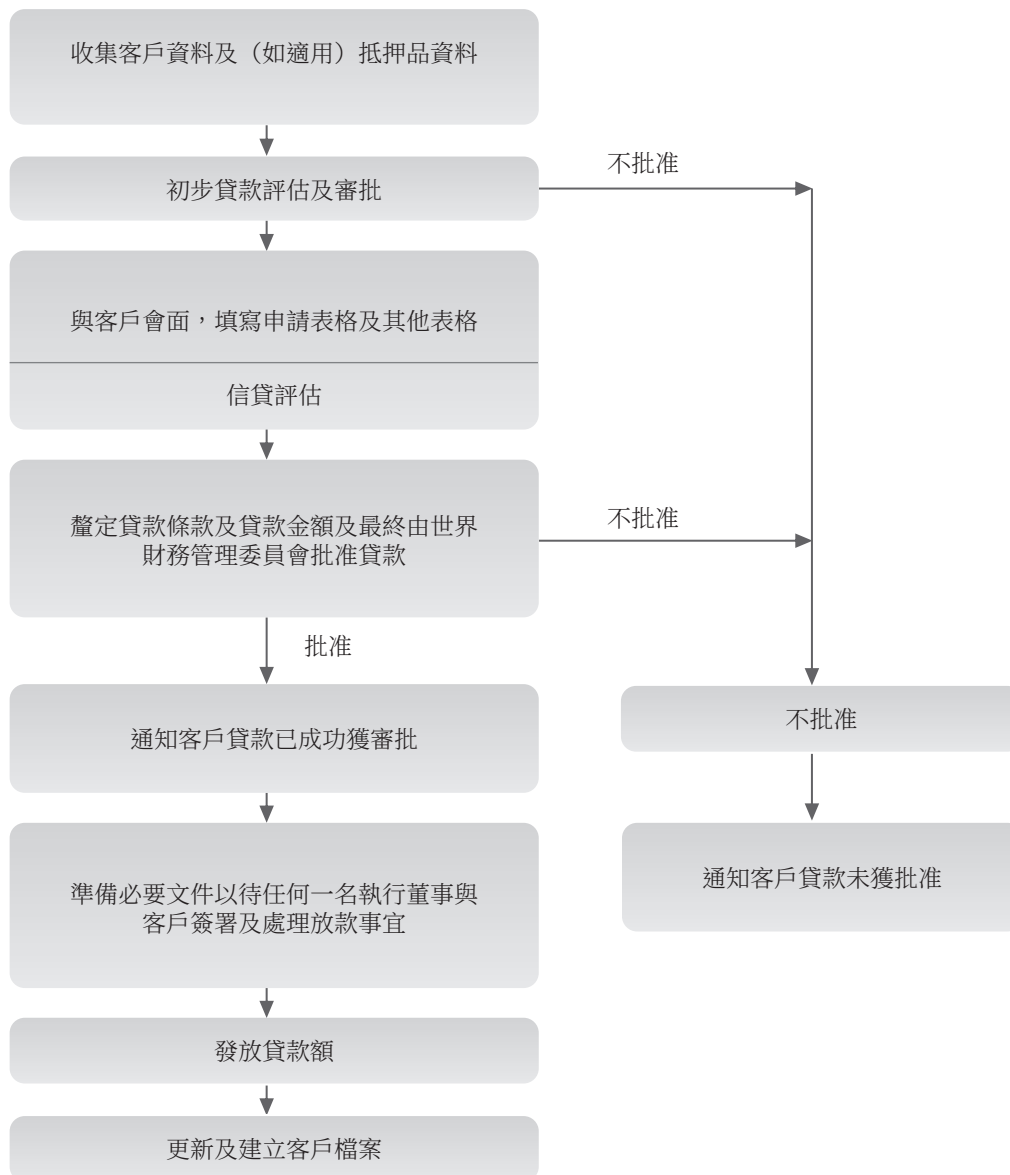 收集客戶資料及（如適用）抵押品資料
不批准
初步貸款評估及審批
與客戶會面，填寫申請表格及其他表格
信貸評估
不批准
釐定貸款條款及貸款金額及最終由世界
財務管理委員會批准貸款
批准
通知客戶貸款已成功獲審批
不批准
準備必要文件以待任何一名執行董事與
客戶簽署及處理放款事宜
通知客戶貸款未獲批准
發放貸款額
更新及建立客戶檔案